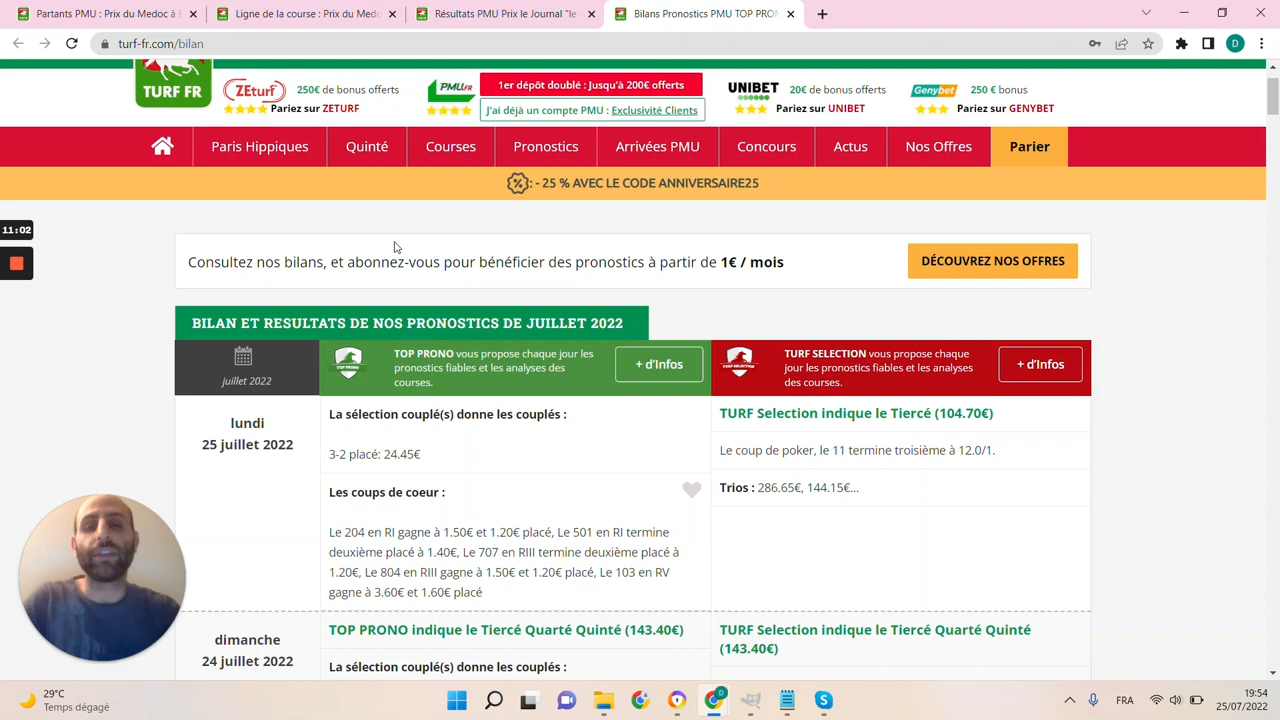 Partants PMU : Prix du Medoc à B
Ligne de la course : Prix du Medo
Résultats PMU Prix le Journal "le
Bilans Pronostics PMU TOP PRON
turf-fr.com/bilan
D
TURF FR
ZEturf
250€ de bonus offerts
Pariez sur ZETURF
PMU.FR
1er dépôt doublé : Jusqu'à 200€ offerts
J'ai déjà un compte PMU : Exclusivité Clients
UNIBET
20€ de bonus offerts
Pariez sur UNIBET
Genybet
250 € bonus
Pariez sur GENYBET
Paris Hippiques
Quinté
Courses
Pronostics
Arrivées PMU
Concours
Actus
Nos Offres
Parier
: - 25 % AVEC LE CODE ANNIVERSAIRE25
11:02
Consultez nos bilans, et abonnez-vous pour bénéficier des pronostics à partir de 1€ / mois
DÉCOUVREZ NOS OFFRES
BILAN ET RESULTATS DE NOS PRONOSTICS DE JUILLET 2022
juillet 2022
TOP PRONO
TOP PRONO vous propose chaque jour les
pronostics fiables et les analyses des
courses.
+ d'Infos
TURF SELECTION
TURF SELECTION vous propose chaque
jour les pronostics fiables et les analyses
des courses.
+ d'Infos
lundi
25 juillet 2022
La sélection couplé(s) donne les couplés :
3-2 placé: 24.45€
Les coups de coeur :
Le 204 en RI gagne à 1.50€ et 1.20€ placé, Le 501 en RI termine
deuxième placé à 1.40€, Le 707 en RIII termine deuxième placé à
1.20€, Le 804 en RIII gagne à 1.50€ et 1.20€ placé, Le 103 en RV
gagne à 3.60€ et 1.60€ placé
TURF Selection indique le Tiercé (104.70€)
Le coup de poker, le 11 termine troisième à 12.0/1.
Trios : 286.65€, 144.15€...
dimanche
24 juillet 2022
TOP PRONO indique le Tiercé Quarté Quinté (143.40€)
La sélection couplé(s) donne les couplés :
TURF Selection indique le Tiercé Quarté Quinté
(143.40€)
29°C
Temps dégagé
D
FRA
19:54
25/07/2022